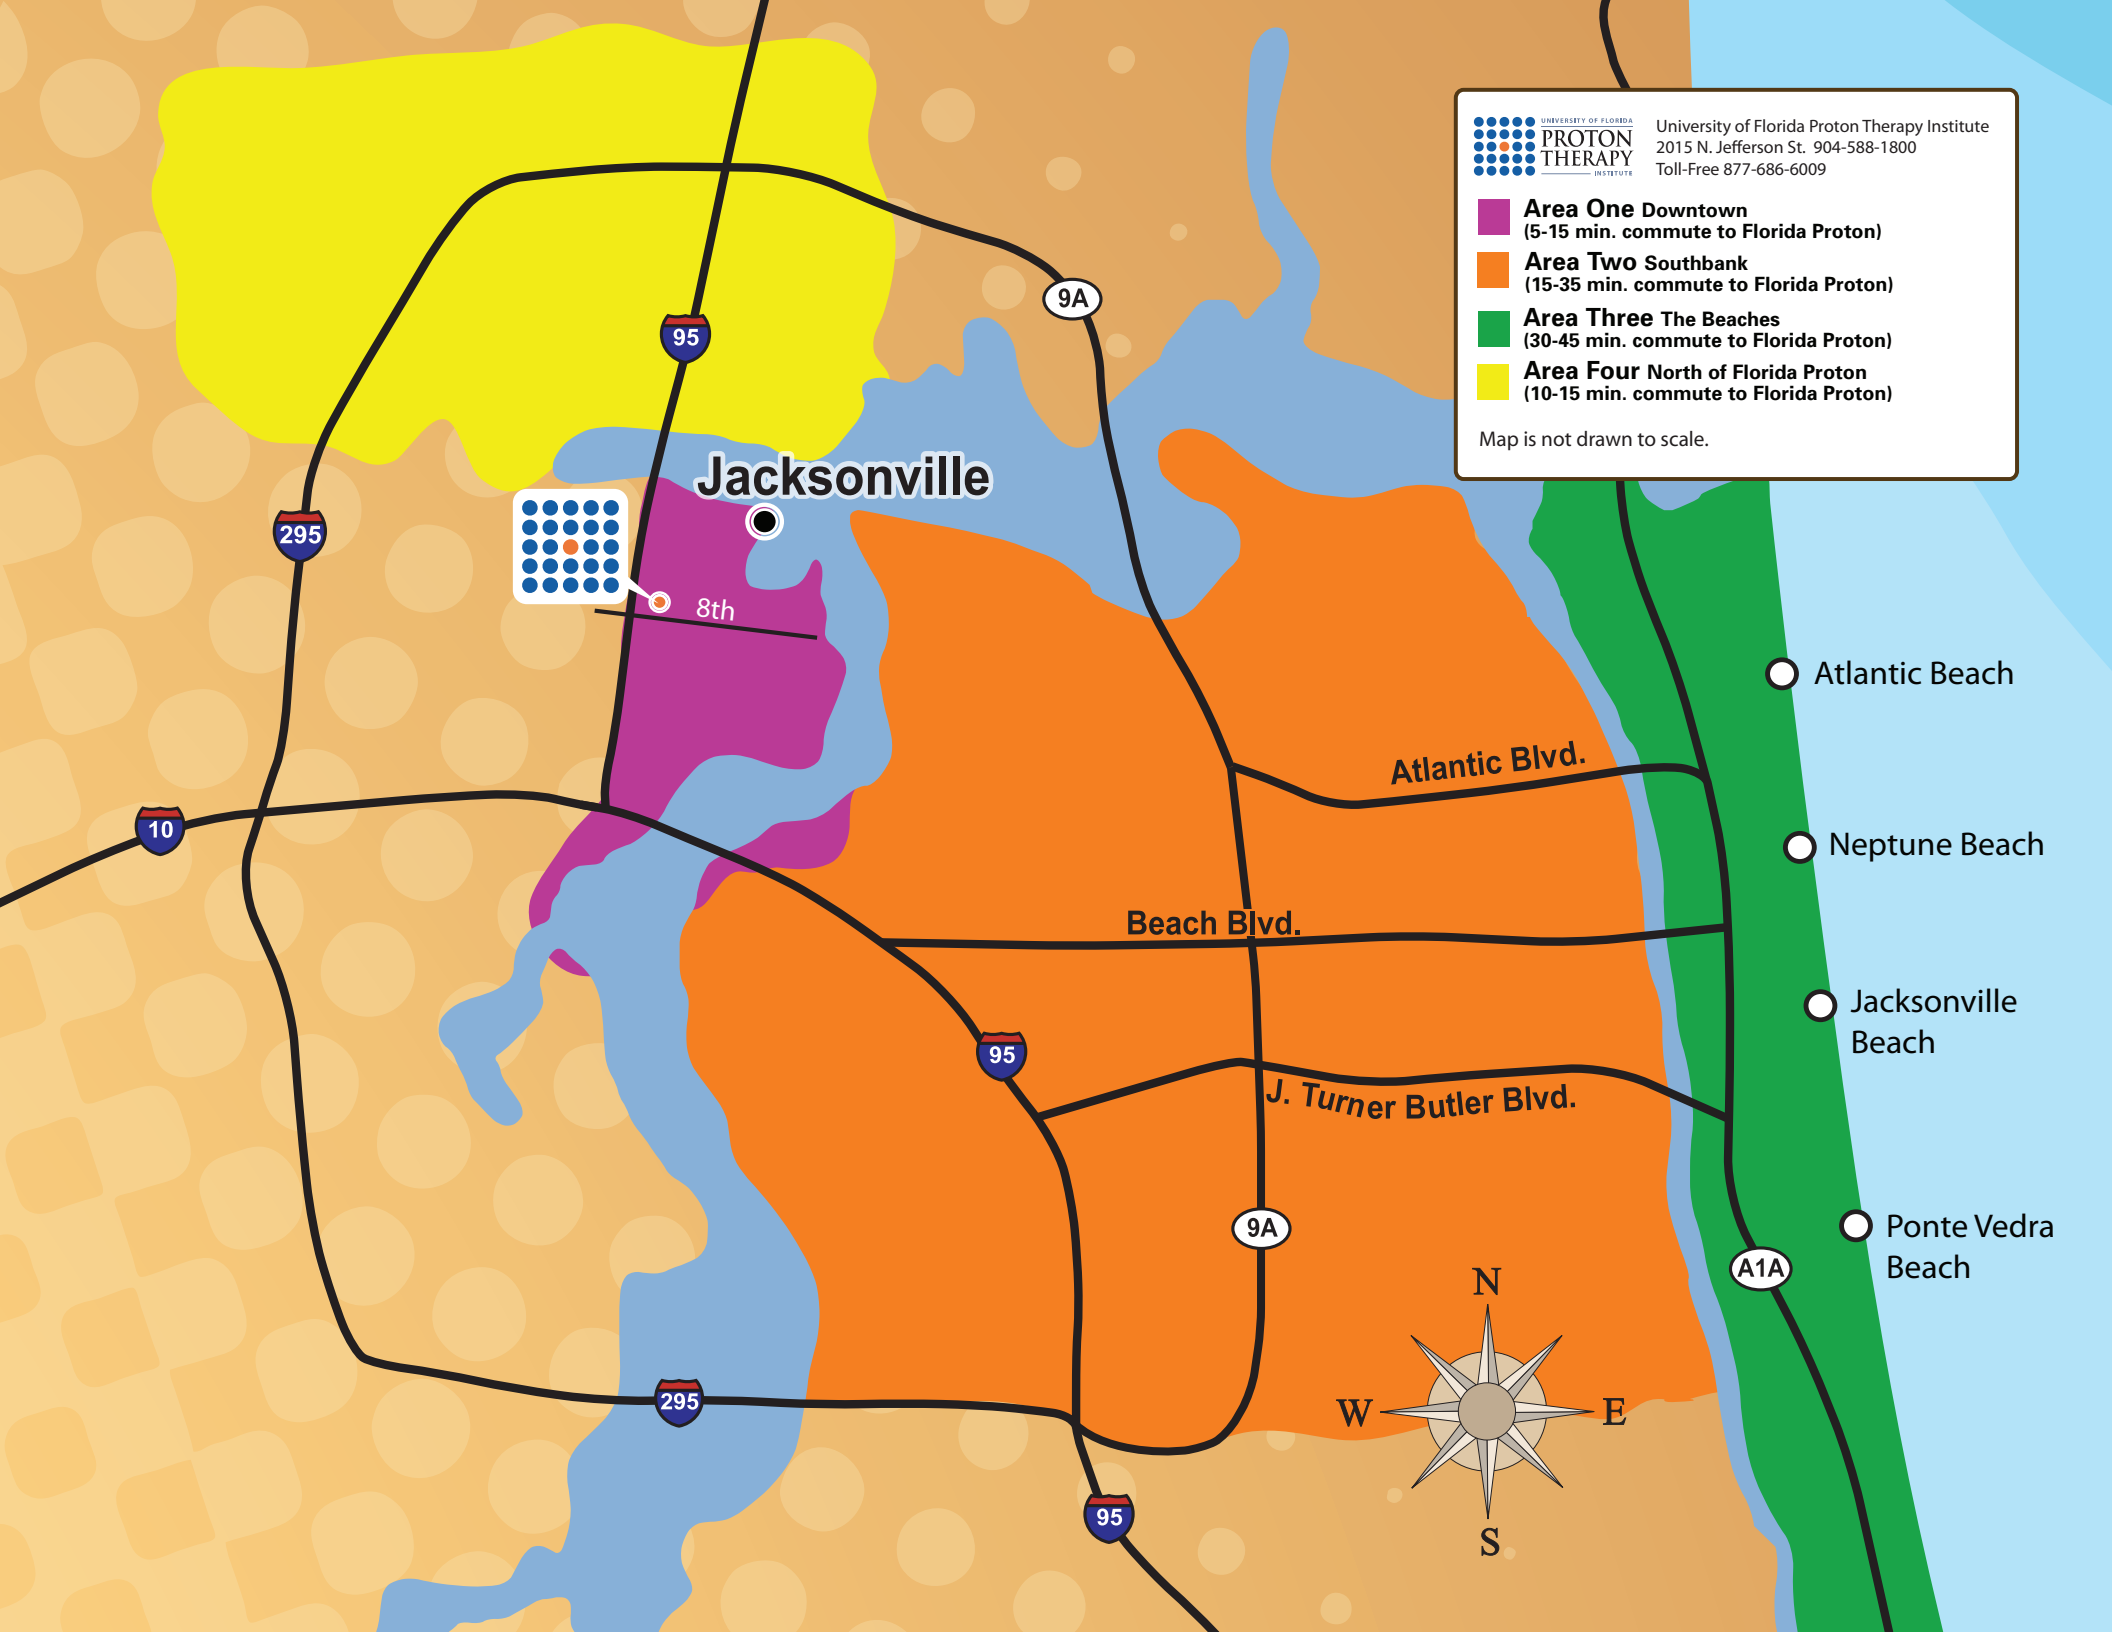 UNIVERSITY OF FLORIDA
PROTON
THERAPY
INSTITUTE
University of Florida Proton Therapy Institute
2015 N. Jefferson St. 904-588-1800
Toll-Free 877-686-6009
Area One Downtown
(5-15 min. commute to Florida Proton)
Area Two Southbank
(15-35 min. commute to Florida Proton)
Area Three The Beaches
(30-45 min. commute to Florida Proton)
Area Four North of Florida Proton
(10-15 min. commute to Florida Proton)
Map is not drawn to scale.
9A
95
Jacksonville
295
8th
Atlantic Beach
Atlantic Blvd.
10
Neptune Beach
Beach Blvd.
Jacksonville
Beach
95
J. Turner Butler Blvd.
9A
Ponte Vedra
Beach
A1A
N
W
E
S
295
95